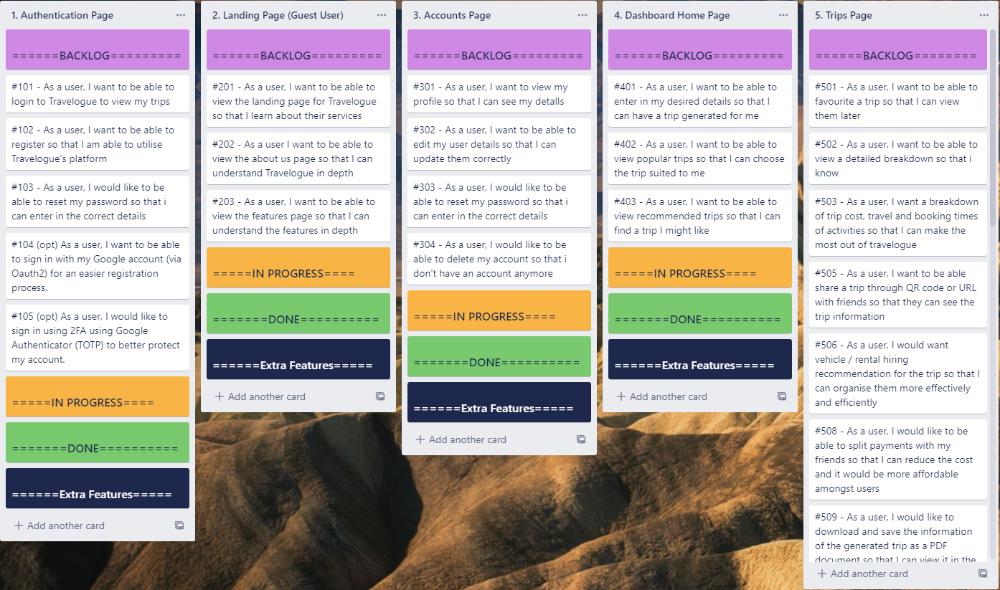 1. Authentication Page
======BACKLOG=========
#101 - As a user, I want to be able to
login to Travelogue to view my trips
#102 - As a user, I want to be able to
register so that I am able to utilise
Travelogue's platform
#103 - As a user, I would like to be
able to reset my password so that i
can enter in the correct details
#104 (opt) As a user, I want to be able
to sign in with my Google account (via
Oauth2) for an easier registration
process.
#105 (opt) As a user, I would like to
sign in using 2FA using Google
Authenticator (TOTP) to better protect
my account.
=====IN PROGRESS====
=======DONE==========
======Extra Features=====
+ Add another card
2. Landing Page (Guest User)
======BACKLOG=========
#201 - As a user, I want to be able to
view the landing page for Travelogue
so that I learn about their services
#202 - As a user I want to be able to
view the about us page so that I can
understand Travelogue in depth
#203 - As a user, I want to be able to
view the features page so that I can
understand the features in depth
=====IN PROGRESS====
=======DONE==========
======Extra Features=====
+ Add another card
3. Accounts Page
======BACKLOG=========
#301 - As a user, I want to view my
profile so that I can see my detalls
#302 - As a user, I want to be able to
edit my user details so that I can
update them correctly
#303 - As a user, I would like to be
able to reset my password so that i
can enter in the correct details
#304 - As a user, I would like to be
able to delete my account so that i
don't have an account anymore
=====IN PROGRESS====
=======DONE==========
======Extra Features=====
+ Add another card
4. Dashboard Home Page
======BACKLOG=========
#401 - As a user, I want to be able to
enter in my desired details so that I
can have a trip generated for me
#402 - As a user, I want to be able to
view popular trips so that I can choose
the trip suited to me
#403 - As a user, I want to be able to
view recommended trips so that I can
find a trip I might like
=====IN PROGRESS====
=======DONE==========
======Extra Features=====
+ Add another card
5. Trips Page
======BACKLOG========
#501 - As a user, I want to be able to
favourite a trip so that I can view
them later
#502 - As a user, I want to be able to
view a detailed breakdown so that i
know
#503 - As a user, I want a breakdown
of trip cost, travel and booking times
of activities so that I can make the
most out of travelogue
#505 - As a user, I want to be able
share a trip through QR code or URL
with friends so that they can see the
trip information
#506 - As a user, I would want
vehicle / rental hiring
recommendation for the trip so that I
can organise them more effectively
and efficiently
#508 - As a user, I would like to be
able to split payments with my
friends so that I can reduce the cost
and it would be more affordable
amongst users
#509 - As a user, I would like to
download and save the information
of the generated trip as a PDF
document so that I can view it in the
+ Add another card